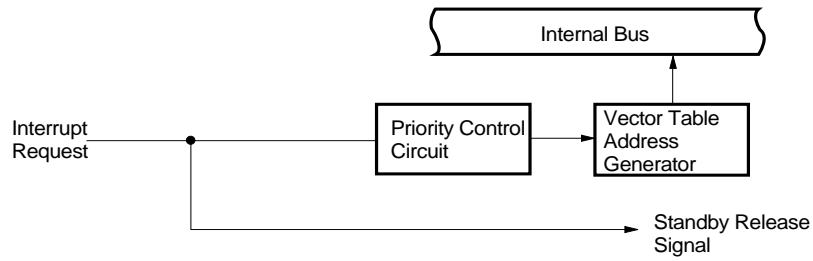 Internal Bus
Interrupt
Request
Priority Control
Circuit
Vector Table
Address
Generator
Standby Release
Signal